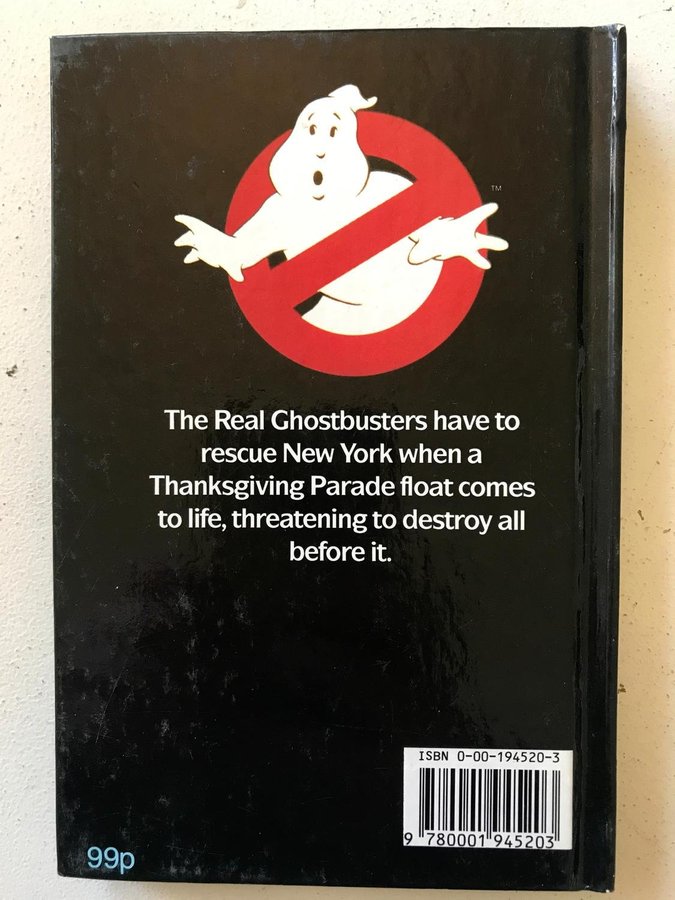 TM
The Real Ghostbusters have to
rescue New York when a
Thanksgiving Parade float comes
to life, threatening to destroy all
before it.
ISBN 0-00-194520-3
9 780001 945203
99p